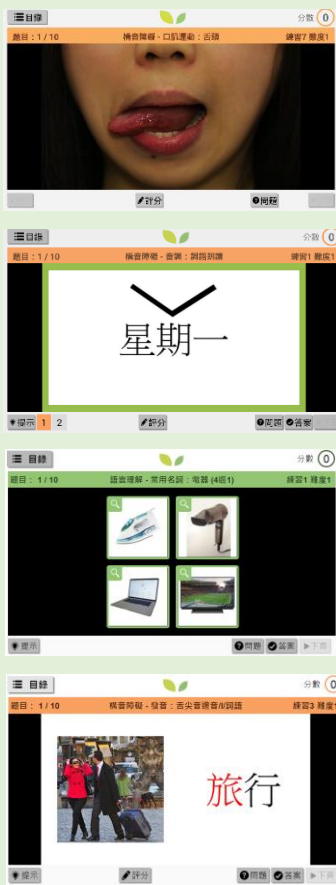 目錄
分數 0
題目：1 / 10 構音障礙 - 口肌運動：舌頭 練習7 難度1
評分 問題
目錄
分數 0
題目：1 / 10 構音障礙 - 音調：詞語朗讀 練習1 難度1
星期一
提示 1 2 評分 問題 答案
目錄
分數 0
題目：1 / 10 語言理解 - 常用名詞：電器 (4選1) 練習1 難度1
提示 問題 答案 下題
目錄
分數 0
題目：1 / 10 構音障礙 - 發音：舌尖音邊音/l/詞語 練習3 難度1
旅行
提示 評分 問題 答案 下題